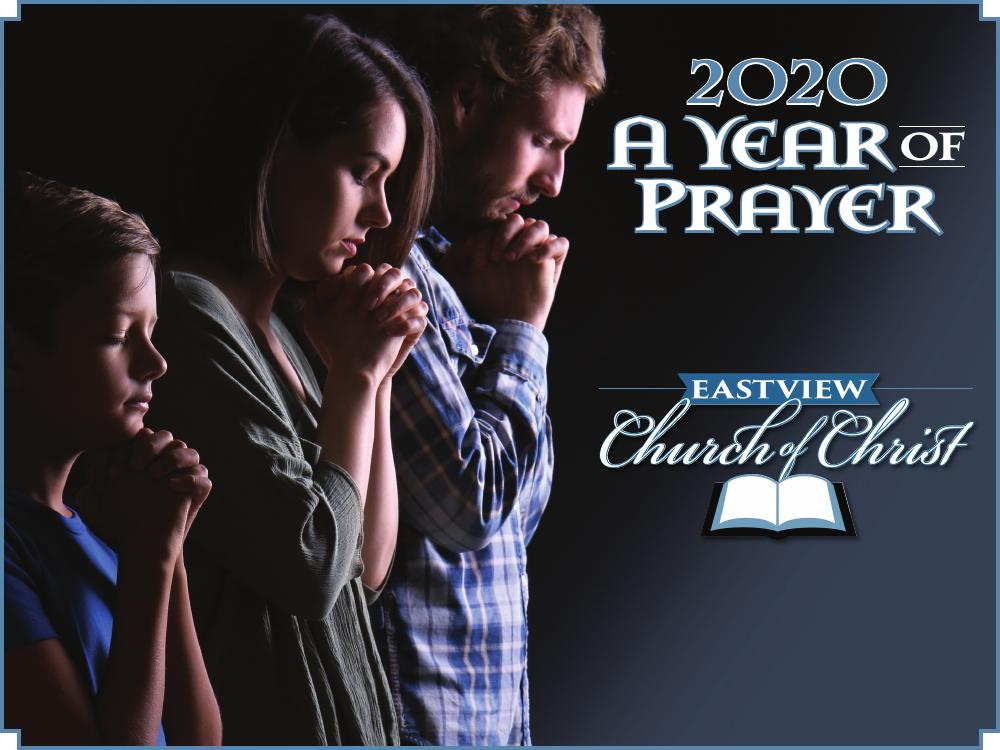 2020
A YEAR OF
PRAYER
EASTVIEW
Church of Christ